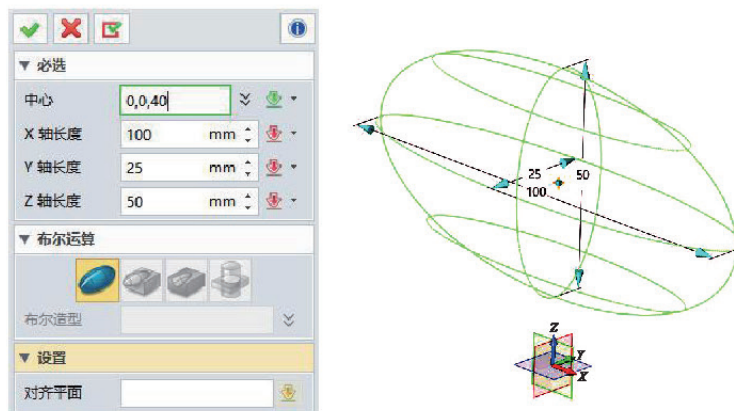 ▼ 必选
中心 0,0,40
X 轴长度 100 mm
Y 轴长度 25 mm
Z 轴长度 50 mm
▼ 布尔运算
布尔造型
▼ 设置
对齐平面
25 50
100
Z
Y
X